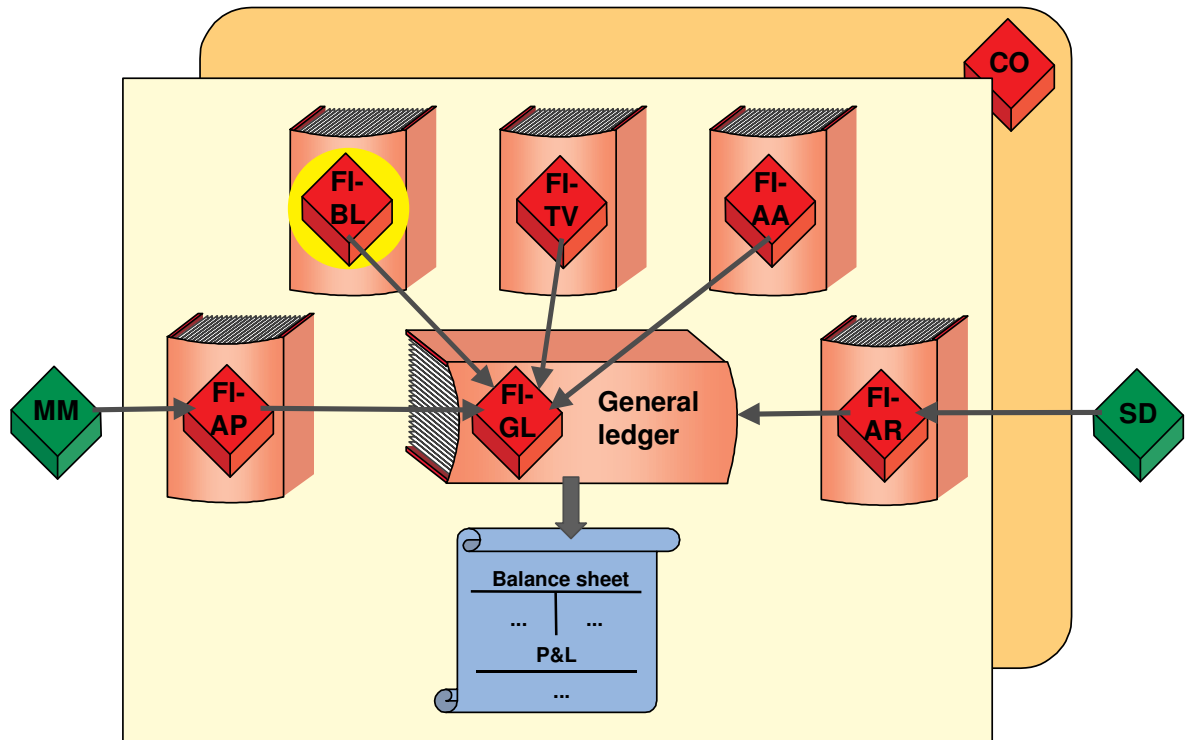 CO
FI-
BL
FI-
TV
FI-
AA
MM
FI-
AP
FI-
GL
General
ledger
FI-
AR
SD
Balance sheet
... ...
P&L
...